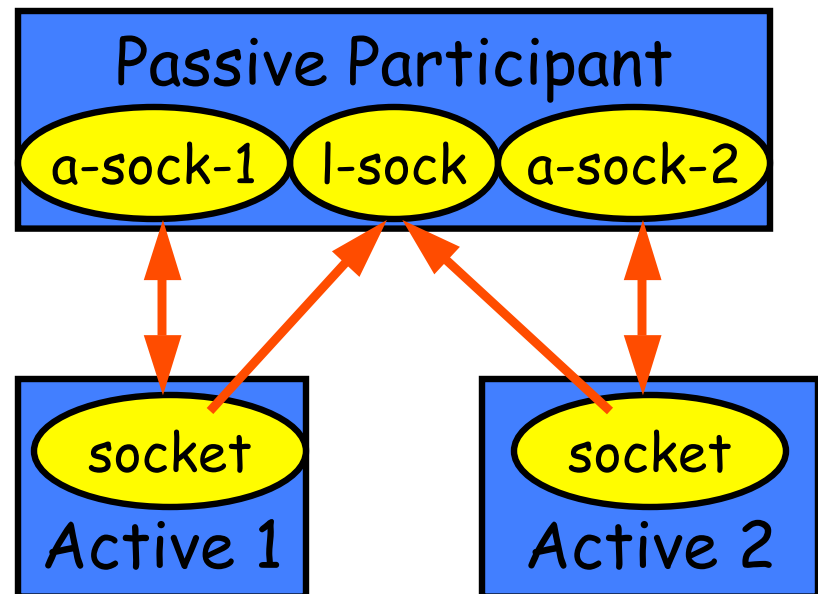 Passive Participant
a-sock-1 l-sock a-sock-2
socket socket
Active 1 Active 2